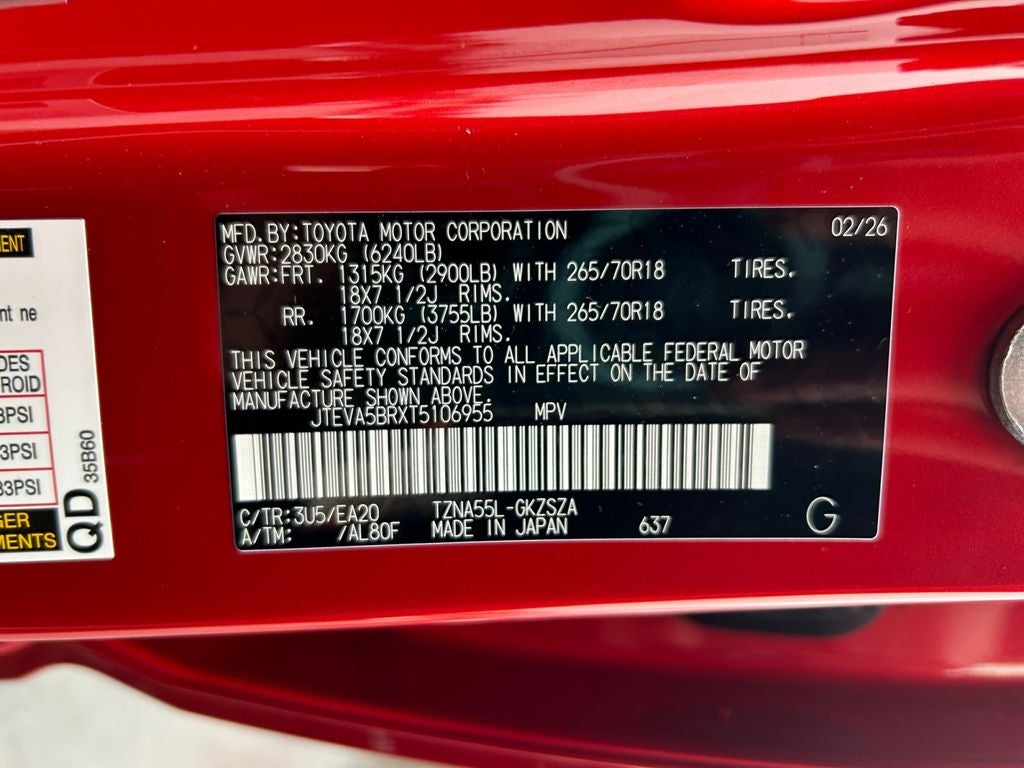 MENT
nt ne
DES
ROID
3PSI
3PSI
33PSI
GER
MENTS
QD 35B60
MFD.BY:TOYOTA MOTOR CORPORATION 02/26
GVWR:2830KG (6240LB)
GAWR:FRT. 1315KG (2900LB) WITH 265/70R18 TIRES.
18X7 1/2J RIMS.
RR. 1700KG (3755LB) WITH 265/70R18 TIRES.
18X7 1/2J RIMS.
THIS VEHICLE CONFORMS TO ALL APPLICABLE FEDERAL MOTOR
VEHICLE SAFETY STANDARDS IN EFFECT ON THE DATE OF
MANUFACTURE SHOWN ABOVE.
JTEVA5BRXT5106955 MPV
C/TR:3U5/EA20 TZNA55L-GKZSZA
A/TM: /AL80F MADE IN JAPAN 637 G